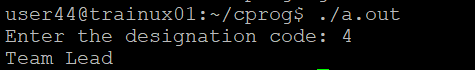 user44@trainux01:~/cprog$ ./a.out
Enter the designation code: 4
Team Lead